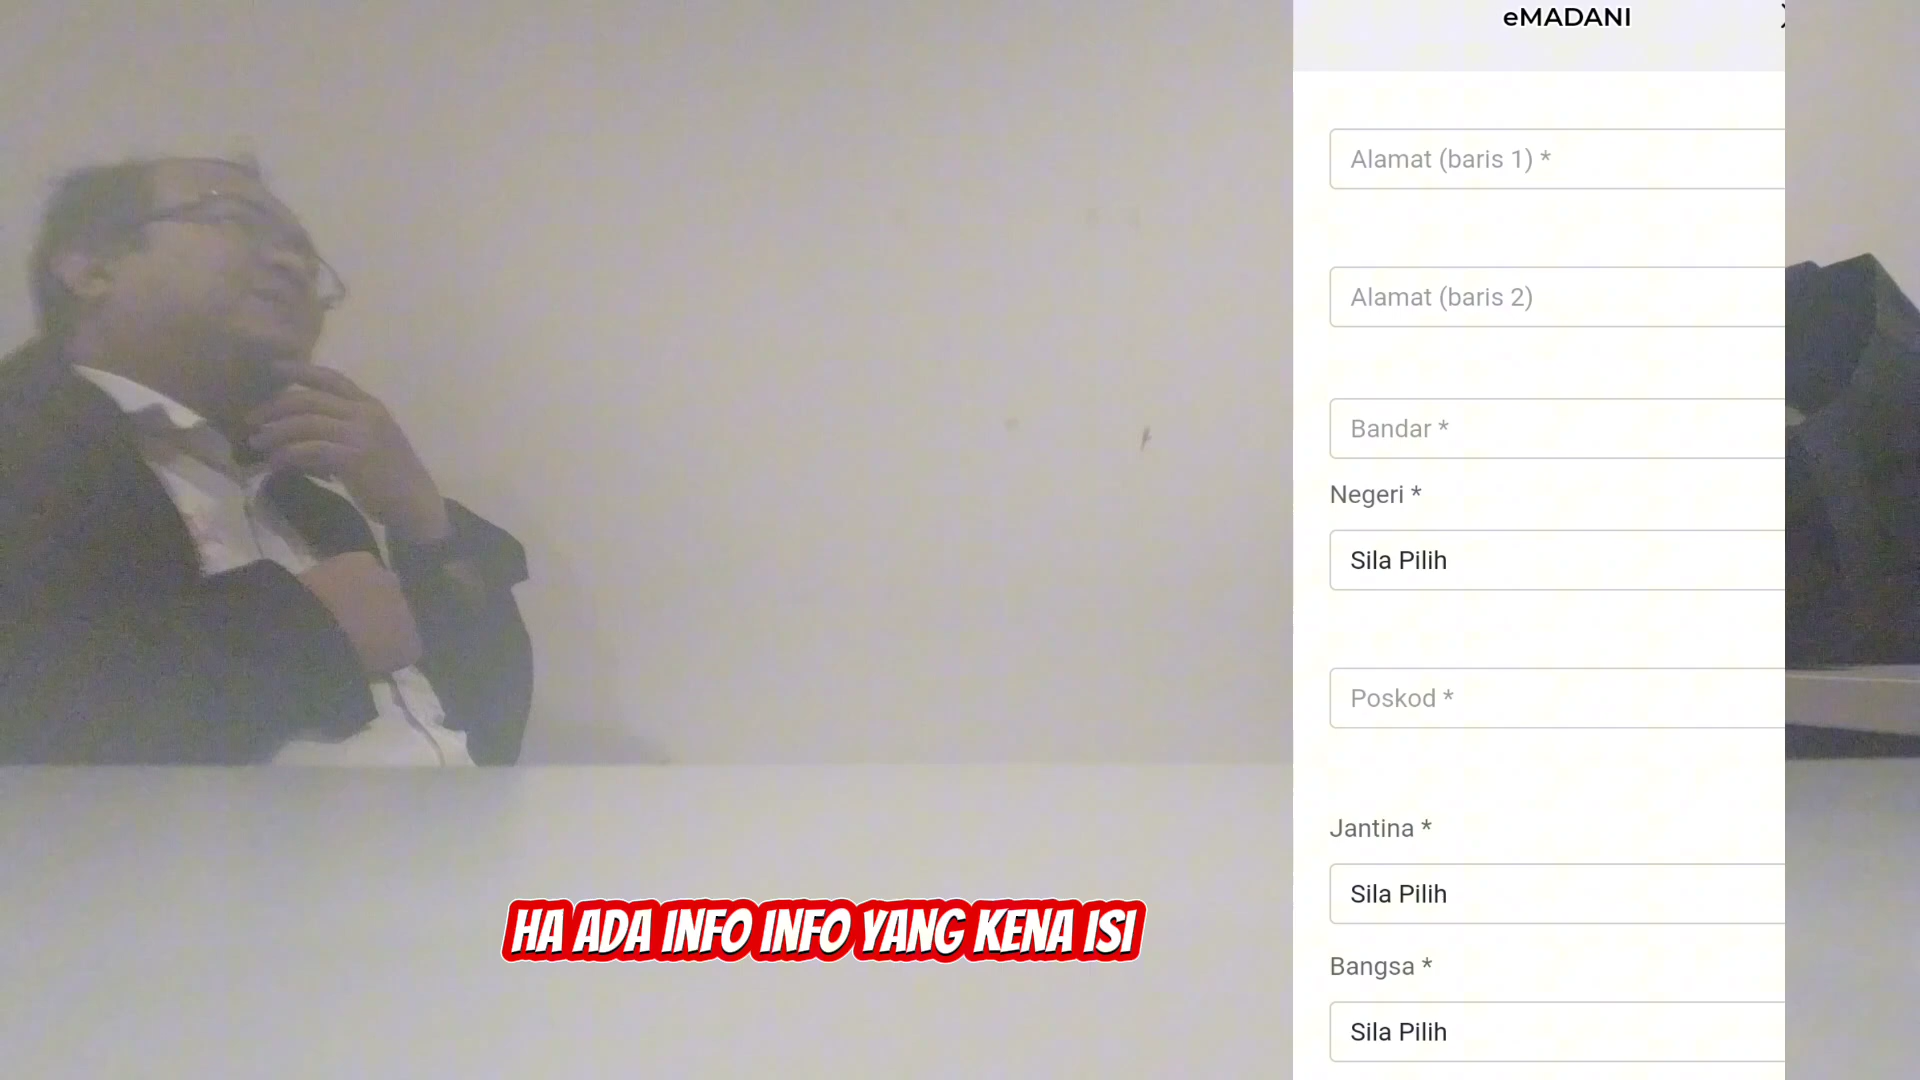 eMADANI
Alamat (baris 1) *
Alamat (baris 2)
Bandar *
Negeri *
Sila Pilih
Poskod *
Jantina *
Sila Pilih
Bangsa *
Sila Pilih
HA ADA INFO INFO YANG KENA ISI